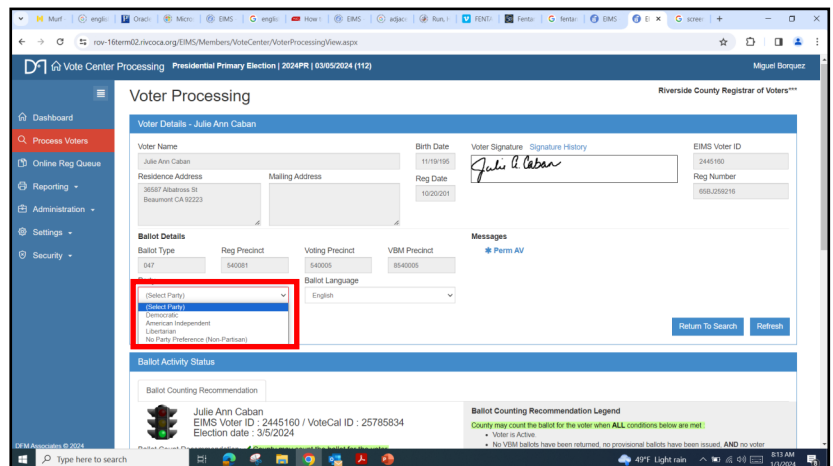 Murf
englis
Oracle
Micro
EIMS
englis
How t
EIMS
adjac
Run, I
FENTA
Fentan
fentan
EIMS
EI
screen
rov-16term02.rivcoca.org/EIMS/Members/VoteCenter/VoterProcessingView.aspx
Vote Center Processing Presidential Primary Election | 2024PR | 03/05/2024 (112)
Miguel Borquez
Voter Processing
Riverside County Registrar of Voters***
Dashboard
Process Voters
Online Reg Queue
Reporting
Administration
Settings
Security
Voter Details - Julie Ann Caban
Voter Name
Birth Date
Voter Signature Signature History
EIMS Voter ID
Julie Ann Caban
11/19/195
Julie A. Caban
2445160
Residence Address
Mailing Address
Reg Date
Reg Number
36587 Albatross St
Beaumont CA 92223
10/20/201
65BJ259216
Ballot Details
Messages
Ballot Type
Reg Precinct
Voting Precinct
VBM Precinct
Perm AV
047
540081
540005
8540005
Ballot Language
(Select Party)
English
(Select Party)
Democratic
American Independent
Libertarian
No Party Preference (Non-Partisan)
Return To Search
Refresh
Ballot Activity Status
Ballot Counting Recommendation
Julie Ann Caban
EIMS Voter ID : 2445160 / VoteCal ID : 25785834
Election date : 3/5/2024
Ballot Counting Recommendation Legend
County may count the ballot for the voter when ALL conditions below are met :
Voter is Active.
No VBM ballots have been returned, no provisional ballots have been issued, AND no voter
DFM Associates © 2024
Type here to search
49°F Light rain
8:13 AM
1/3/2024